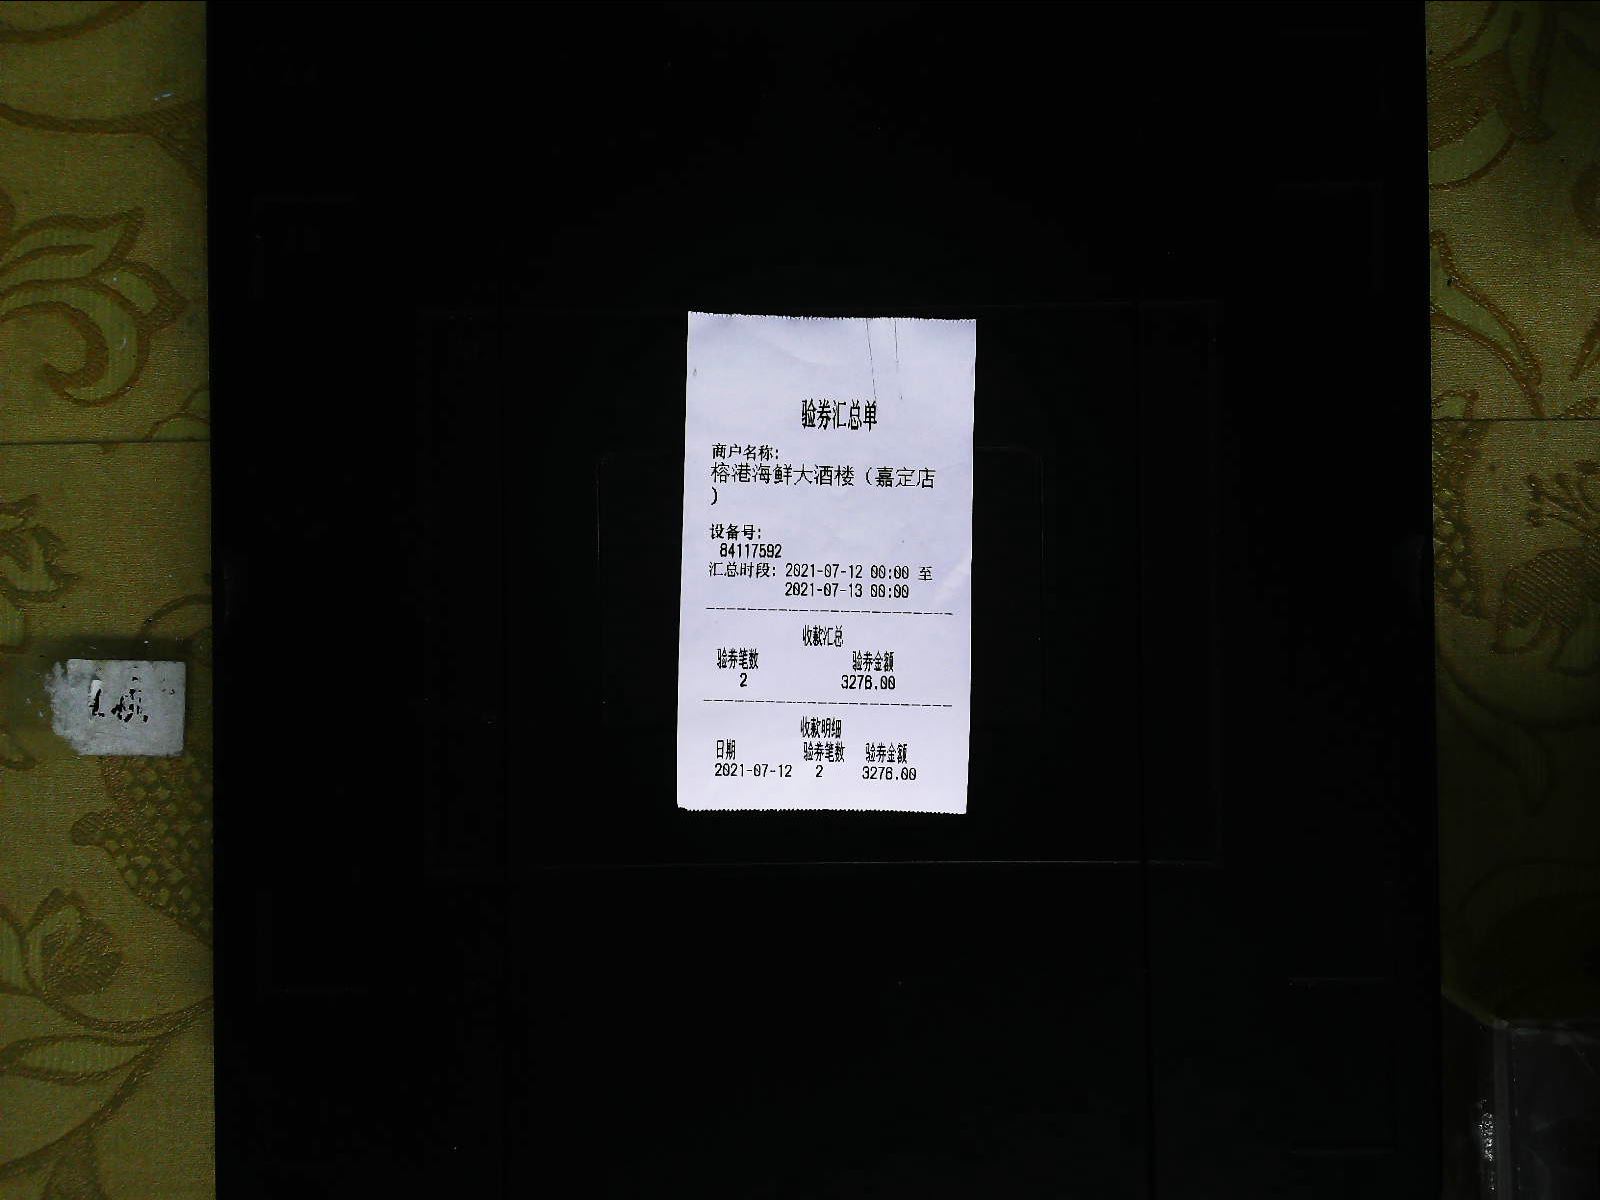 验券汇总单
商户名称:
榕港海鲜大酒楼（嘉定店
）
设备号:
84117592
汇总时段: 2021-07-12 00:00 至
2021-07-13 00:00
收款汇总
验券笔数 验券金额
2 3276.00
收款明细
日期 验券笔数 验券金额
2021-07-12 2 3276.00